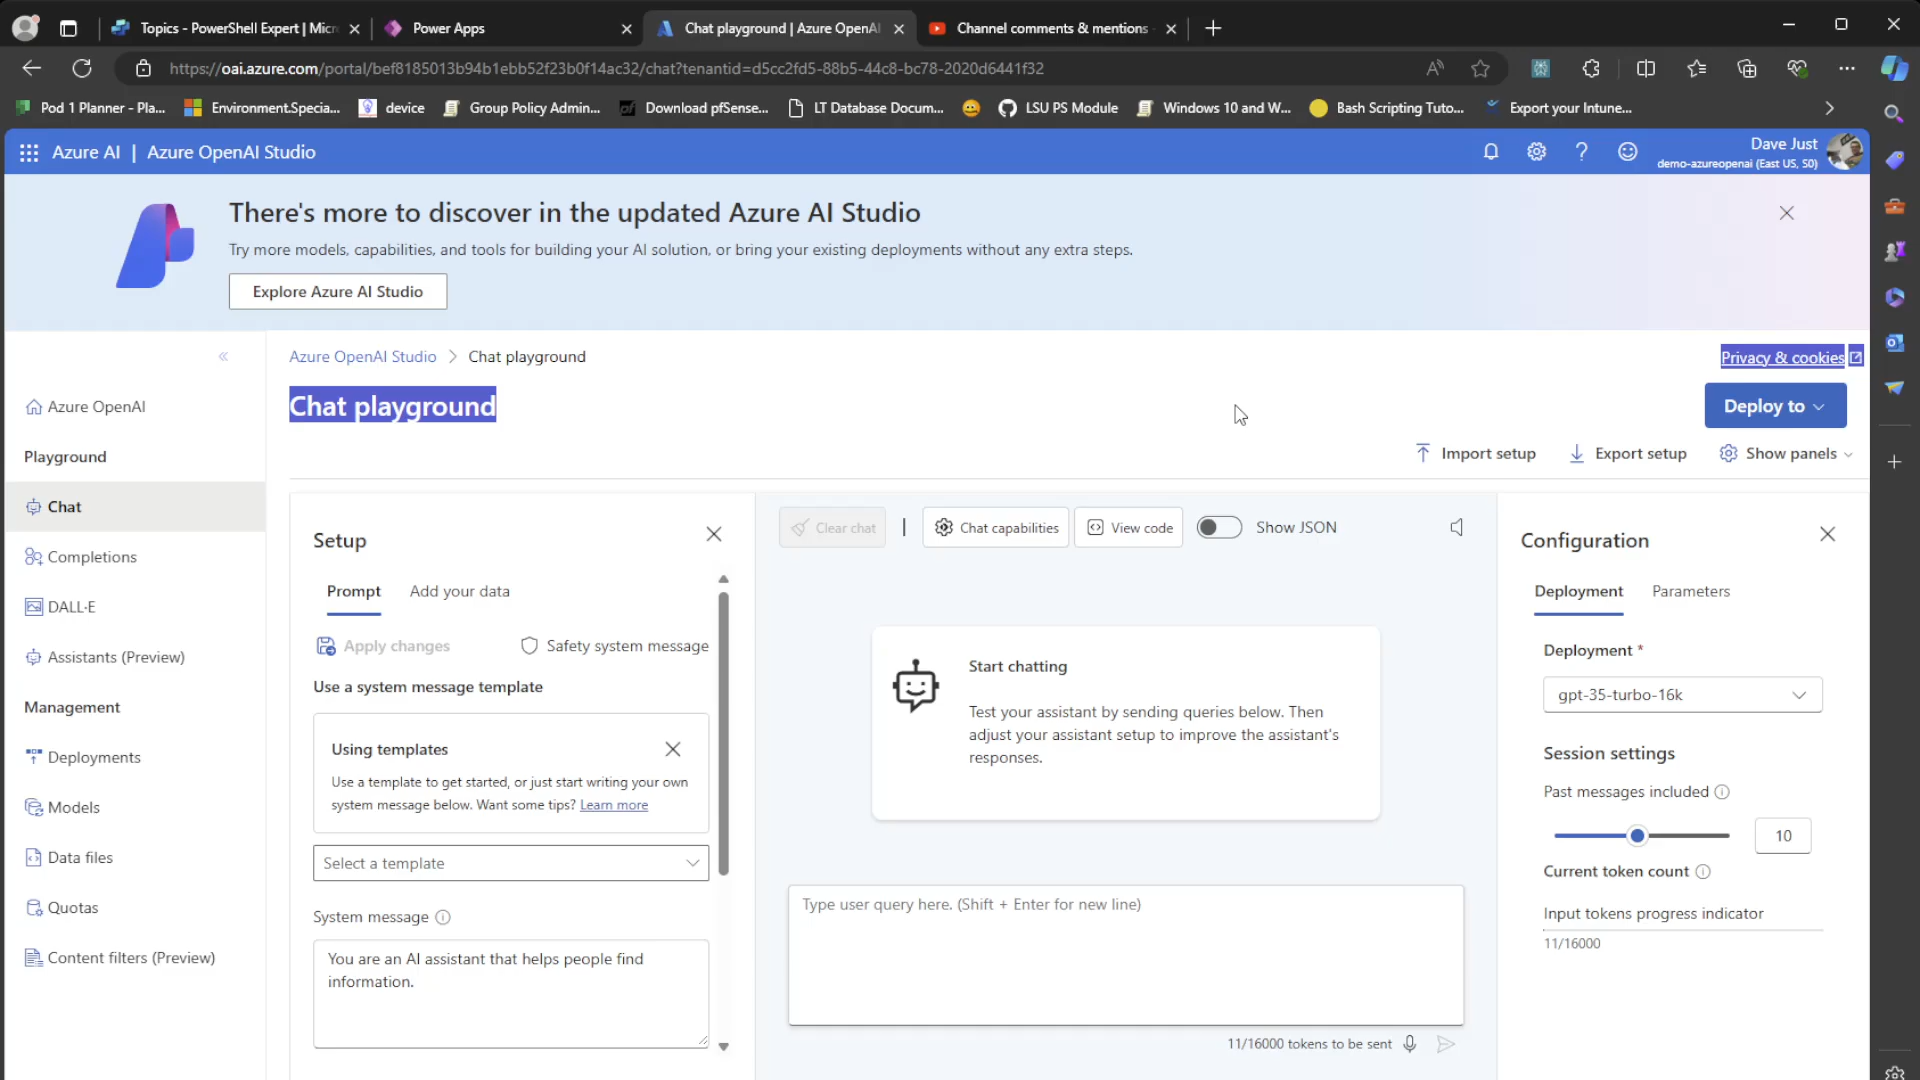 Topics - PowerShell Expert | Micr
Power Apps
Chat playground | Azure OpenAI
Channel comments & mentions
https://oai.azure.com/portal/bef8185013b94b1ebb52f23b0f14ac32/chat?tenantid=d5cc2fd5-88b5-44c8-bc78-2020d6441f32
Pod 1 Planner - Pla...
Environment.Specia...
device
Group Policy Admin...
Download pfSense...
LT Database Docum...
LSU PS Module
Windows 10 and W...
Bash Scripting Tuto...
Export your Intune...
Azure AI | Azure OpenAI Studio
Dave Just
demo-azureopenai (East US, S0)
There's more to discover in the updated Azure AI Studio
Try more models, capabilities, and tools for building your AI solution, or bring your existing deployments without any extra steps.
Explore Azure AI Studio
Azure OpenAI
Playground
Chat
Completions
DALL·E
Assistants (Preview)
Management
Deployments
Models
Data files
Quotas
Content filters (Preview)
Azure OpenAI Studio > Chat playground
Privacy & cookies
Chat playground
Deploy to
Import setup
Export setup
Show panels
Setup
Prompt
Add your data
Apply changes
Safety system message
Use a system message template
Using templates
Use a template to get started, or just start writing your own
system message below. Want some tips? Learn more
Select a template
System message
You are an AI assistant that helps people find
information.
Clear chat
Chat capabilities
View code
Show JSON
Start chatting
Test your assistant by sending queries below. Then
adjust your assistant setup to improve the assistant's
responses.
Type user query here. (Shift + Enter for new line)
11/16000 tokens to be sent
Configuration
Deployment
Parameters
Deployment *
gpt-35-turbo-16k
Session settings
Past messages included
10
Current token count
Input tokens progress indicator
11/16000